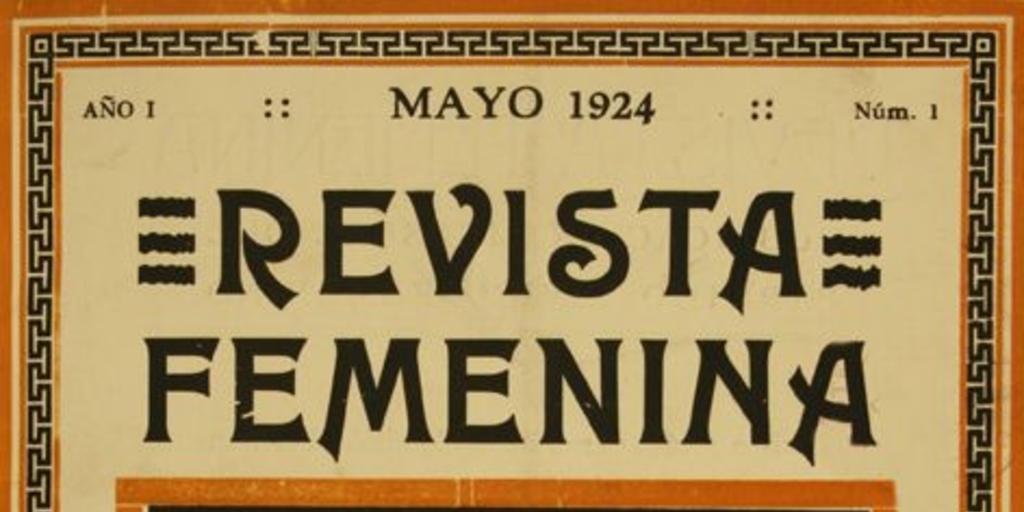 AÑO I :: MAYO 1924 :: Núm. 1
REVISTA
FEMENINA